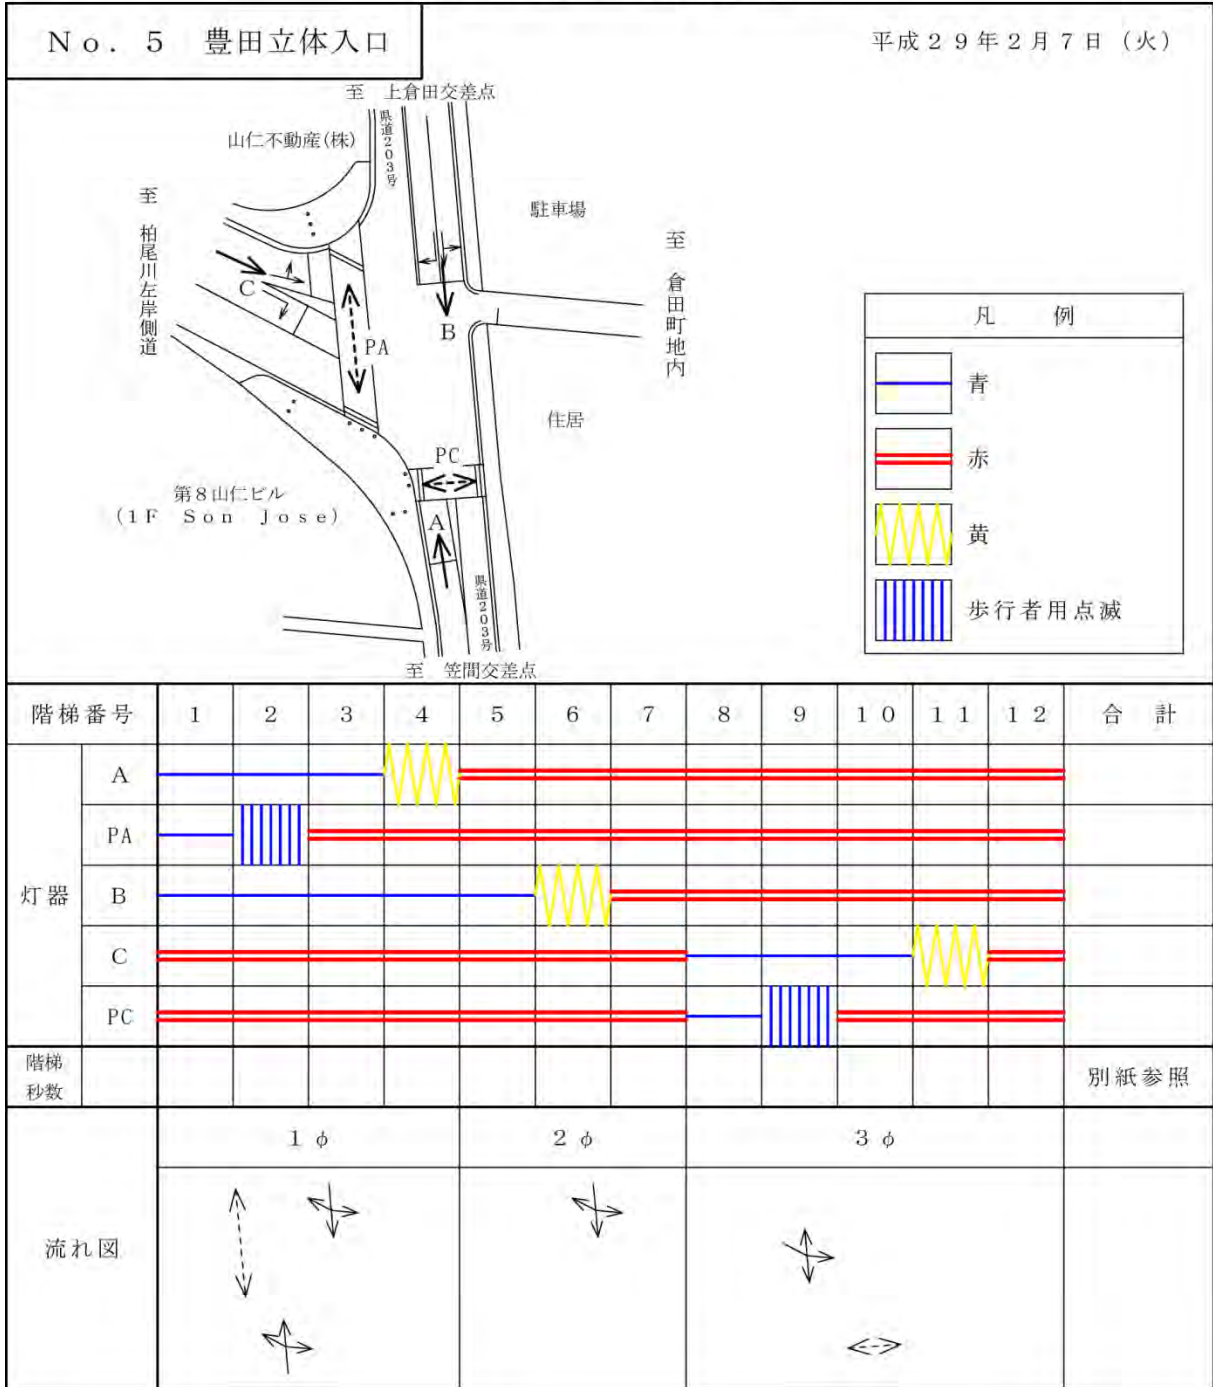 No. 5 豊田立体入口
平成29年2月7日(火)
至 上倉田交差点
県道203号
山仁不動産(株)
駐車場
至 柏尾川左岸側道
至 倉田町地内
C
B
PA
住居
PC
第8山仁ビル
(1F Son Jose)
A
県道203号
至 笠間交差点
凡 例
青
赤
黄
歩行者用点滅
階梯番号 1 2 3 4 5 6 7 8 9 10 11 12 合 計
灯器
A
PA
B
C
PC
階梯
秒数
別紙参照
1φ 2φ 3φ
流れ図